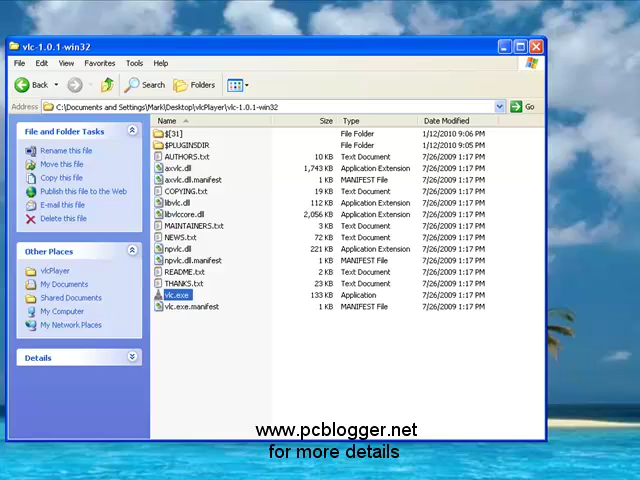 vlc-1.0.1-win32
File Edit View Favorites Tools Help
Back Search Folders
Address C:\Documents and Settings\Mark\Desktop\vlcPlayer\vlc-1.0.1-win32 Go
File and Folder Tasks
Rename this file
Move this file
Copy this file
Publish this file to the Web
E-mail this file
Delete this file
Other Places
vlcPlayer
My Documents
Shared Documents
My Computer
My Network Places
Details
Name Size Type Date Modified
$[31] File Folder 1/12/2010 9:06 PM
$PLUGINSDIR File Folder 1/12/2010 9:05 PM
AUTHORS.txt 10 KB Text Document 7/26/2009 1:17 PM
axvlc.dll 1,743 KB Application Extension 7/26/2009 1:17 PM
axvlc.dll.manifest 1 KB MANIFEST File 7/26/2009 1:17 PM
COPYING.txt 19 KB Text Document 7/26/2009 1:17 PM
libvlc.dll 112 KB Application Extension 7/26/2009 1:17 PM
libvlccore.dll 2,056 KB Application Extension 7/26/2009 1:17 PM
MAINTAINERS.txt 3 KB Text Document 7/26/2009 1:17 PM
NEWS.txt 72 KB Text Document 7/26/2009 1:17 PM
npvlc.dll 221 KB Application Extension 7/26/2009 1:17 PM
npvlc.dll.manifest 1 KB MANIFEST File 7/26/2009 1:17 PM
README.txt 2 KB Text Document 7/26/2009 1:17 PM
THANKS.txt 23 KB Text Document 7/26/2009 1:17 PM
vlc.exe 133 KB Application 7/26/2009 1:17 PM
vlc.exe.manifest 1 KB MANIFEST File 7/26/2009 1:17 PM
www.pcblogger.net
for more details